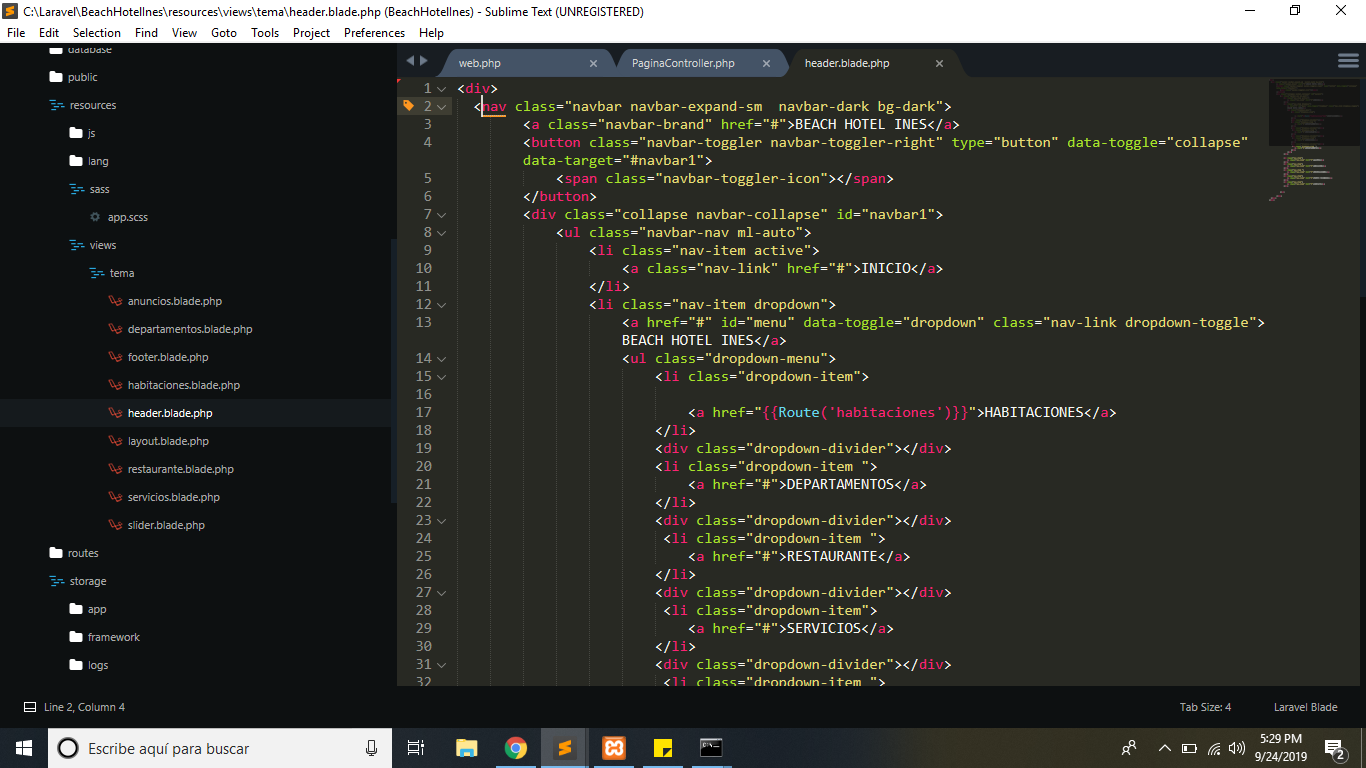 C:\Laravel\BeachHotelInes\resources\views\tema\header.blade.php (BeachHotelInes) - Sublime Text (UNREGISTERED)
File Edit Selection Find View Goto Tools Project Preferences Help
database
public
resources
js
lang
sass
app.scss
views
tema
anuncios.blade.php
departamentos.blade.php
footer.blade.php
habitaciones.blade.php
header.blade.php
layout.blade.php
restaurante.blade.php
servicios.blade.php
slider.blade.php
routes
storage
app
framework
logs
web.php PaginaController.php header.blade.php
1 <div>
2 <nav class="navbar navbar-expand-sm  navbar-dark bg-dark">
3 <a class="navbar-brand" href="#">BEACH HOTEL INES</a>
4 <button class="navbar-toggler navbar-toggler-right" type="button" data-toggle="collapse"
data-target="#navbar1">
5 <span class="navbar-toggler-icon"></span>
6 </button>
7 <div class="collapse navbar-collapse" id="navbar1">
8 <ul class="navbar-nav ml-auto">
9 <li class="nav-item active">
10 <a class="nav-link" href="#">INICIO</a>
11 </li>
12 <li class="nav-item dropdown">
13 <a href="#" id="menu" data-toggle="dropdown" class="nav-link dropdown-toggle">
BEACH HOTEL INES</a>
14 <ul class="dropdown-menu">
15 <li class="dropdown-item">
16
17 <a href="{{Route('habitaciones')}}">HABITACIONES</a>
18 </li>
19 <div class="dropdown-divider"></div>
20 <li class="dropdown-item ">
21 <a href="#">DEPARTAMENTOS</a>
22 </li>
23 <div class="dropdown-divider"></div>
24 <li class="dropdown-item ">
25 <a href="#">RESTAURANTE</a>
26 </li>
27 <div class="dropdown-divider"></div>
28 <li class="dropdown-item">
29 <a href="#">SERVICIOS</a>
30 </li>
31 <div class="dropdown-divider"></div>
32 <li class="dropdown-item ">
Line 2, Column 4 Tab Size: 4 Laravel Blade
Escribe aquí para buscar
5:29 PM
9/24/2019
2